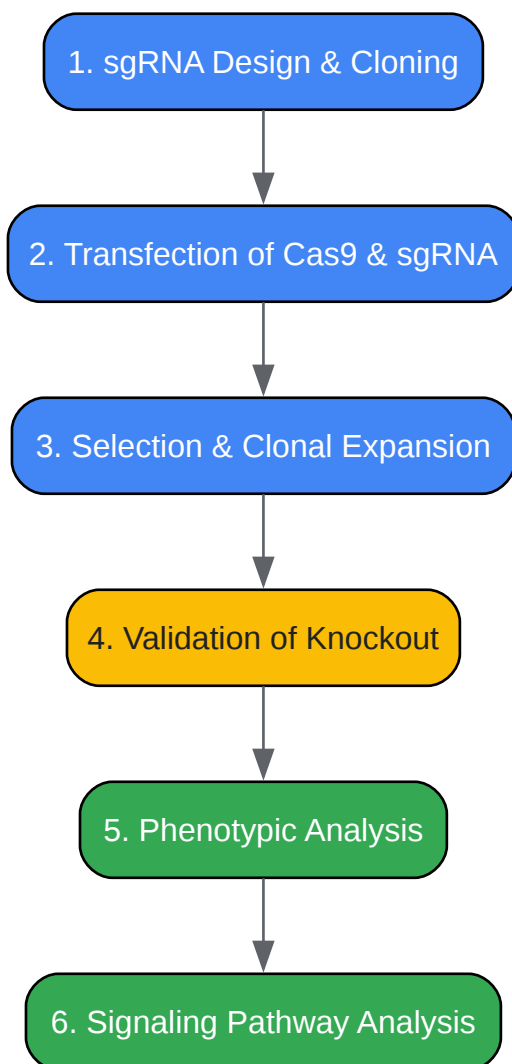 1. sgRNA Design & Cloning
2. Transfection of Cas9 & sgRNA
3. Selection & Clonal Expansion
4. Validation of Knockout
5. Phenotypic Analysis
6. Signaling Pathway Analysis